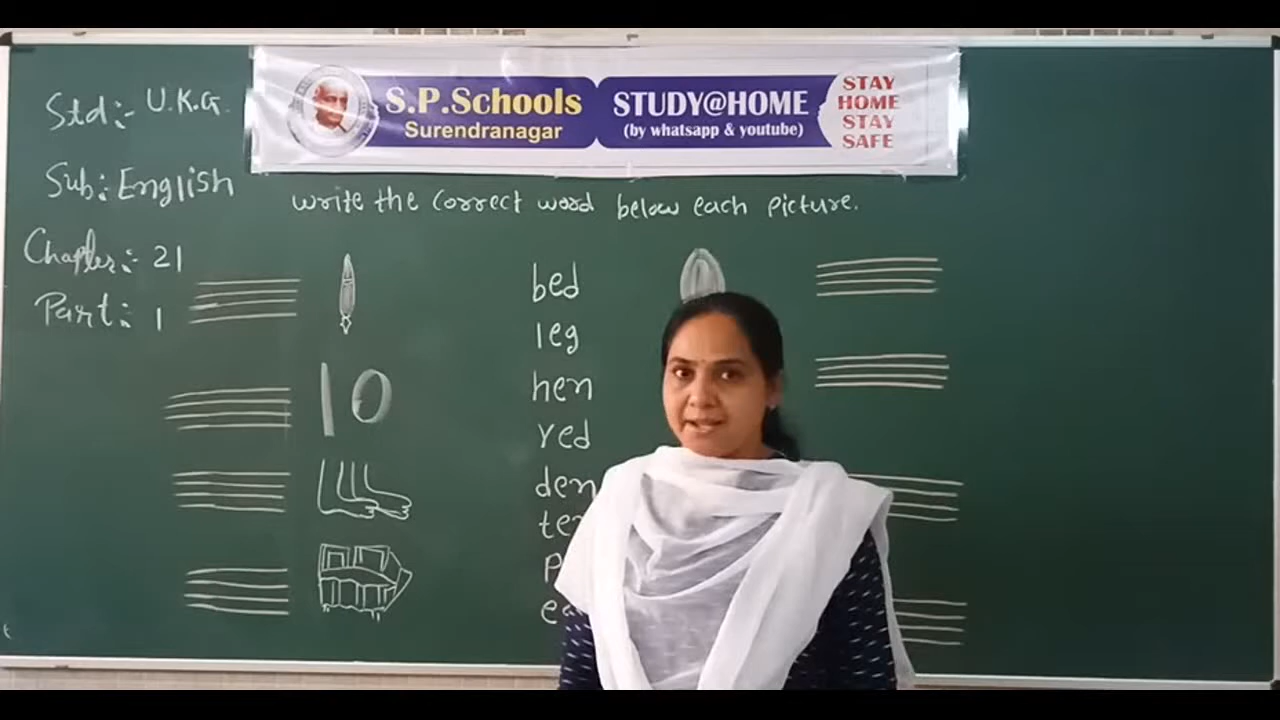 S.P.Schools
Surendranagar
STUDY@HOME
(by whatsapp & youtube)
STAY
HOME
STAY
SAFE
Std:- U.K.G.
Sub:- English
Chapter:- 21
Part:- 1
write the correct word below each picture.
10
bed
leg
hen
red
den